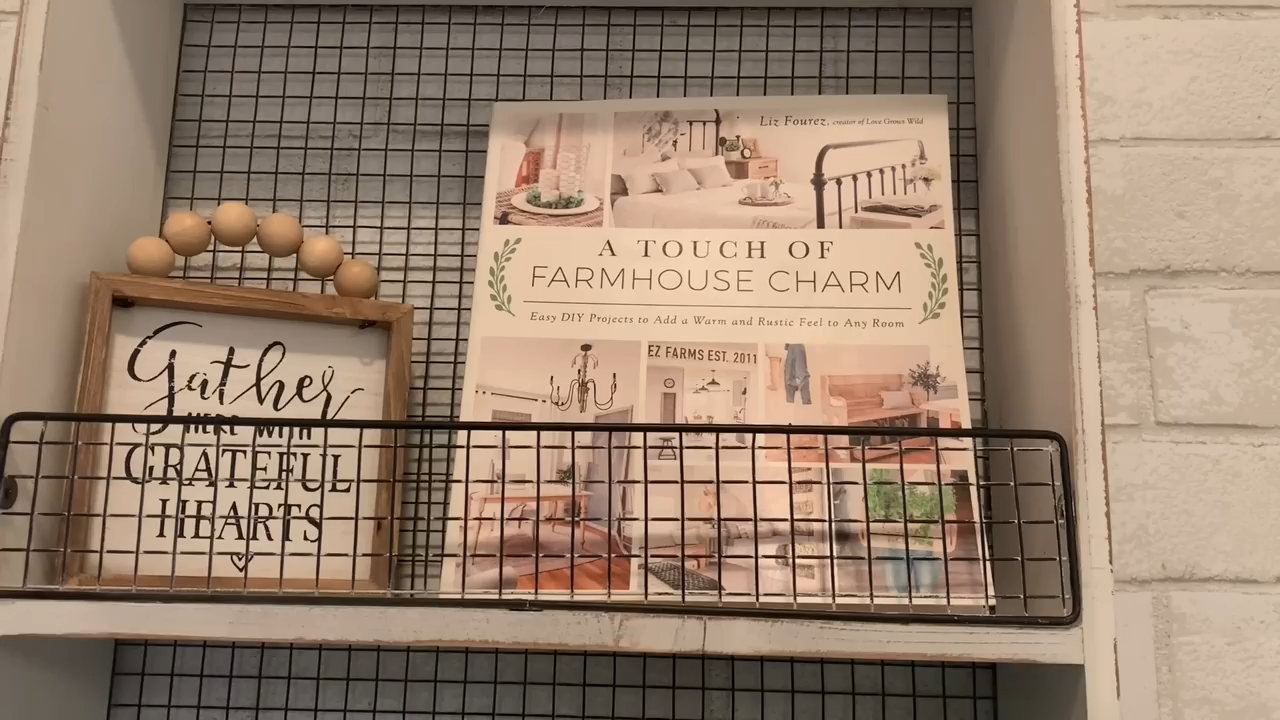 Gather
HERE WITH
GRATEFUL
HEARTS
Liz Fourez, creator of Love Grows Wild
A TOUCH OF
FARMHOUSE CHARM
Easy DIY Projects to Add a Warm and Rustic Feel to Any Room
EZ FARMS EST. 2011